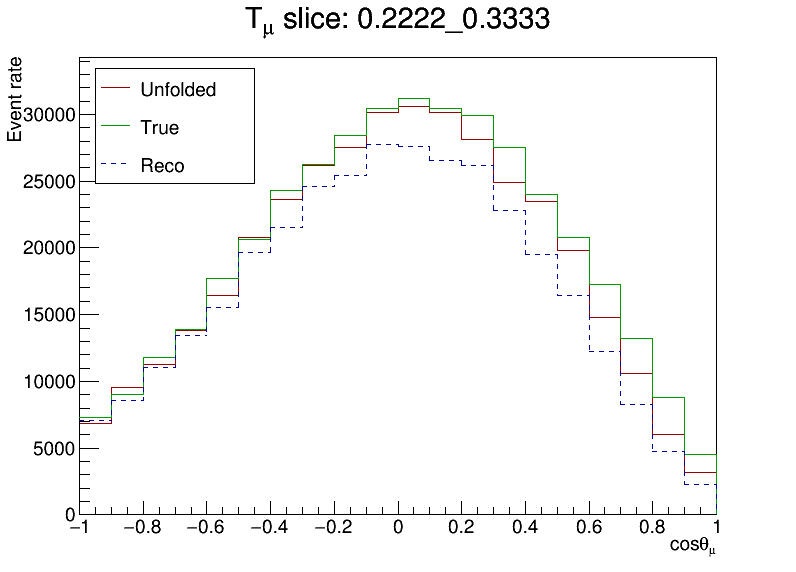 Tμ slice: 0.2222_0.3333
Event rate
Unfolded
True
Reco
30000
25000
20000
15000
10000
5000
0
−1 −0.8 −0.6 −0.4 −0.2 0 0.2 0.4 0.6 0.8 1
cosθμ